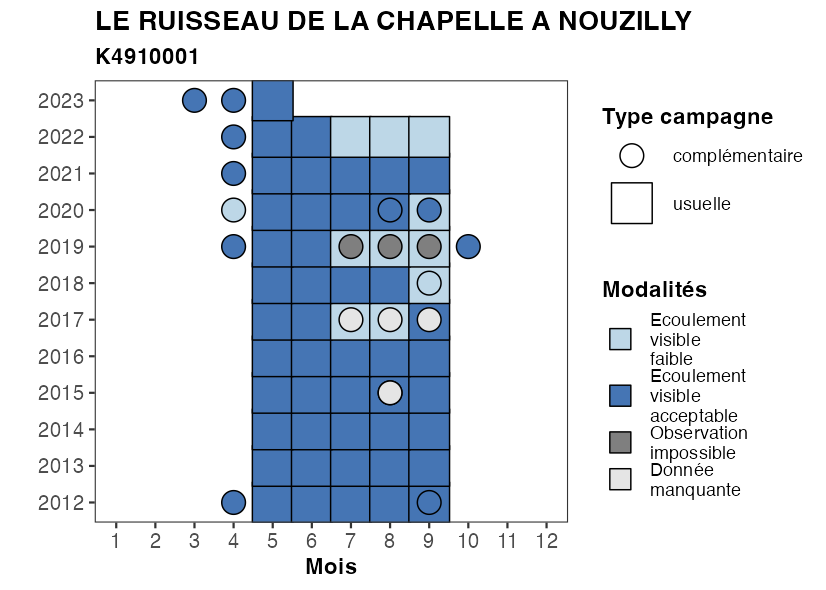 LE RUISSEAU DE LA CHAPELLE A NOUZILLY
K4910001
2023
2022
2021
2020
2019
2018
2017
2016
2015
2014
2013
2012
1 2 3 4 5 6 7 8 9 10 11 12
Mois
Type campagne
complémentaire
usuelle
Modalités
Ecoulement
visible
faible
Ecoulement
visible
acceptable
Observation
impossible
Donnée
manquante